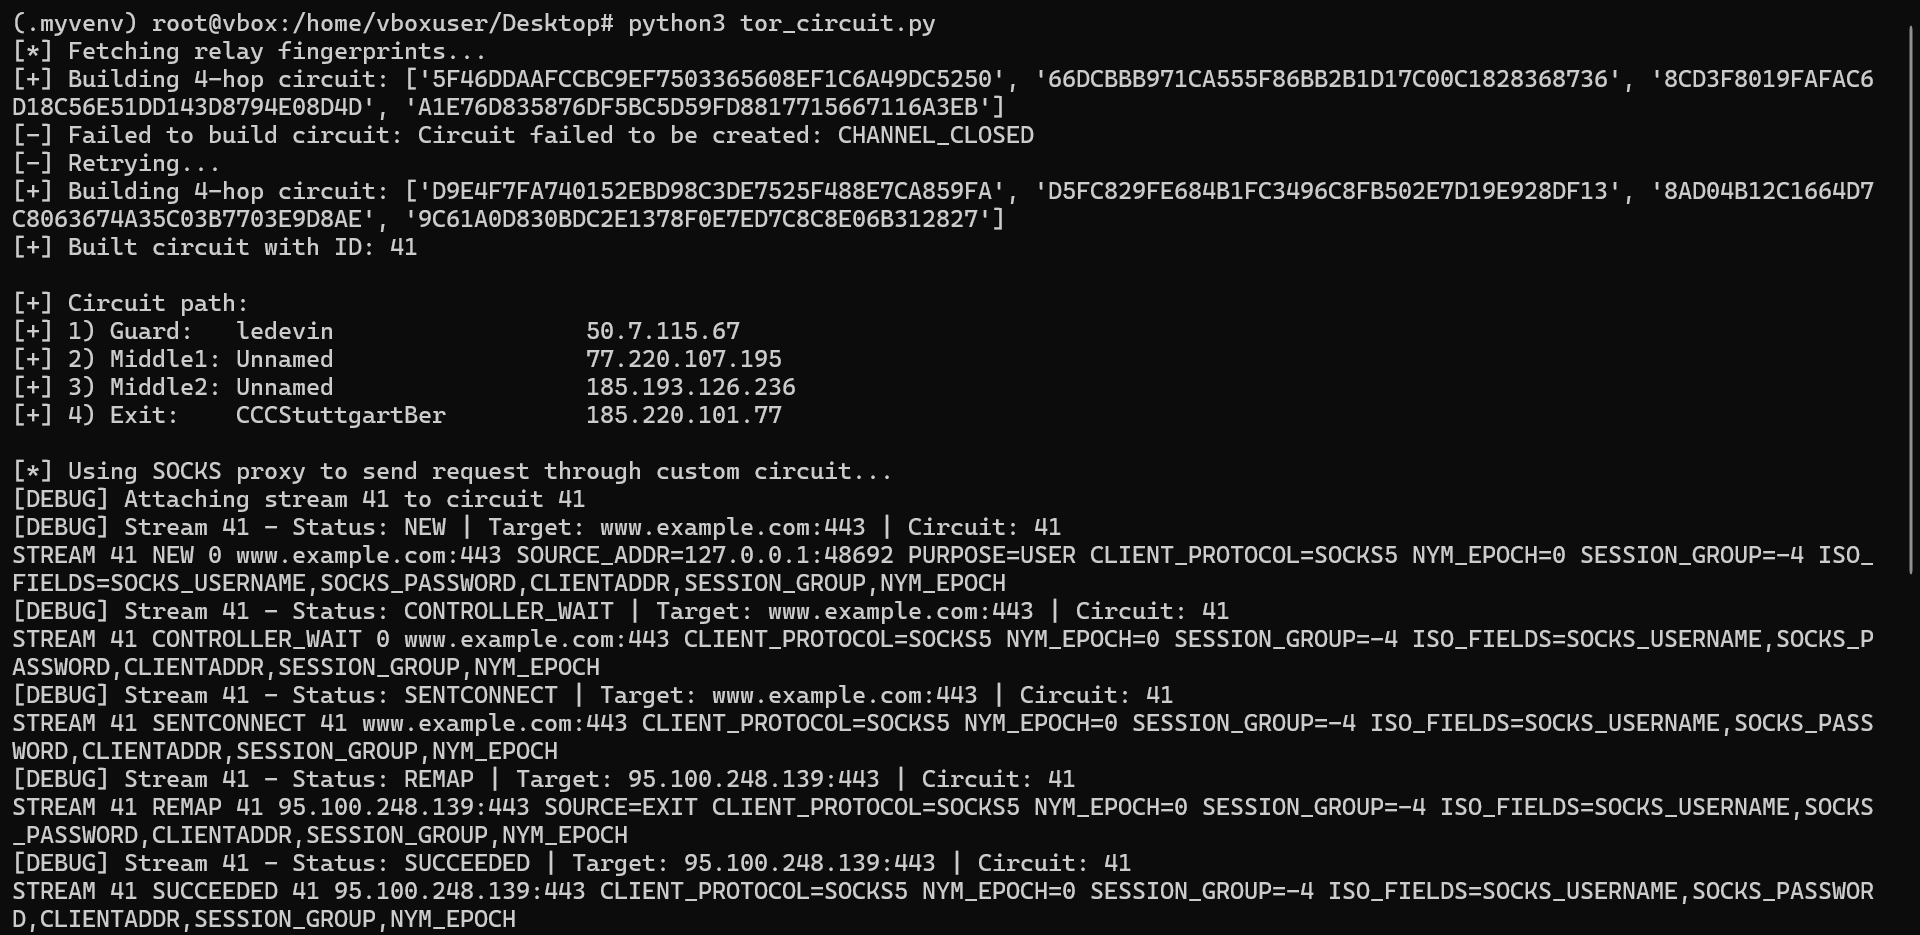 (.myvenv) root@vbox:/home/vboxuser/Desktop# python3 tor_circuit.py
[*] Fetching relay fingerprints...
[+] Building 4-hop circuit: ['5F46DDAAFCCBC9EF7503365608EF1C6A49DC5250', '66DCBBB971CA555F86BB2B1D17C00C1828368736', '8CD3F8019FAFAC6
D18C56E51DD143D8794E08D4D', 'A1E76D835876DF5BC5D59FD8817715667116A3EB']
[-] Failed to build circuit: Circuit failed to be created: CHANNEL_CLOSED
[-] Retrying...
[+] Building 4-hop circuit: ['D9E4F7FA740152EBD98C3DE7525F488E7CA859FA', 'D5FC829FE684B1FC3496C8FB502E7D19E928DF13', '8AD04B12C1664D7
C8063674A35C03B7703E9D8AE', '9C61A0D830BDC2E1378F0E7ED7C8C8E06B312827']
[+] Built circuit with ID: 41
[+] Circuit path:
[+] 1) Guard:   ledevin                  50.7.115.67
[+] 2) Middle1: Unnamed                  77.220.107.195
[+] 3) Middle2: Unnamed                  185.193.126.236
[+] 4) Exit:    CCCStuttgartBer          185.220.101.77
[*] Using SOCKS proxy to send request through custom circuit...
[DEBUG] Attaching stream 41 to circuit 41
[DEBUG] Stream 41 - Status: NEW | Target: www.example.com:443 | Circuit: 41
STREAM 41 NEW 0 www.example.com:443 SOURCE_ADDR=127.0.0.1:48692 PURPOSE=USER CLIENT_PROTOCOL=SOCKS5 NYM_EPOCH=0 SESSION_GROUP=-4 ISO_
FIELDS=SOCKS_USERNAME,SOCKS_PASSWORD,CLIENTADDR,SESSION_GROUP,NYM_EPOCH
[DEBUG] Stream 41 - Status: CONTROLLER_WAIT | Target: www.example.com:443 | Circuit: 41
STREAM 41 CONTROLLER_WAIT 0 www.example.com:443 CLIENT_PROTOCOL=SOCKS5 NYM_EPOCH=0 SESSION_GROUP=-4 ISO_FIELDS=SOCKS_USERNAME,SOCKS_P
ASSWORD,CLIENTADDR,SESSION_GROUP,NYM_EPOCH
[DEBUG] Stream 41 - Status: SENTCONNECT | Target: www.example.com:443 | Circuit: 41
STREAM 41 SENTCONNECT 41 www.example.com:443 CLIENT_PROTOCOL=SOCKS5 NYM_EPOCH=0 SESSION_GROUP=-4 ISO_FIELDS=SOCKS_USERNAME,SOCKS_PASS
WORD,CLIENTADDR,SESSION_GROUP,NYM_EPOCH
[DEBUG] Stream 41 - Status: REMAP | Target: 95.100.248.139:443 | Circuit: 41
STREAM 41 REMAP 41 95.100.248.139:443 SOURCE=EXIT CLIENT_PROTOCOL=SOCKS5 NYM_EPOCH=0 SESSION_GROUP=-4 ISO_FIELDS=SOCKS_USERNAME,SOCKS
_PASSWORD,CLIENTADDR,SESSION_GROUP,NYM_EPOCH
[DEBUG] Stream 41 - Status: SUCCEEDED | Target: 95.100.248.139:443 | Circuit: 41
STREAM 41 SUCCEEDED 41 95.100.248.139:443 CLIENT_PROTOCOL=SOCKS5 NYM_EPOCH=0 SESSION_GROUP=-4 ISO_FIELDS=SOCKS_USERNAME,SOCKS_PASSWOR
D,CLIENTADDR,SESSION_GROUP,NYM_EPOCH